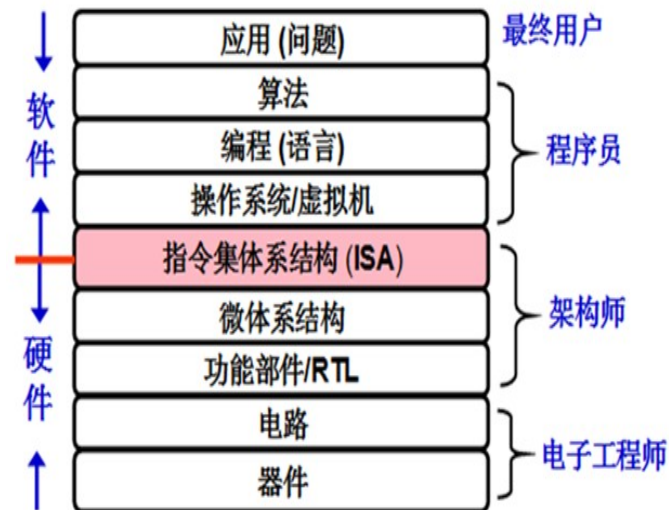 应用 (问题)
最终用户
算法
编程 (语言)
操作系统/虚拟机
程序员
软件
指令集体系结构 (ISA)
微体系结构
功能部件/RTL
架构师
硬件
电路
器件
电子工程师